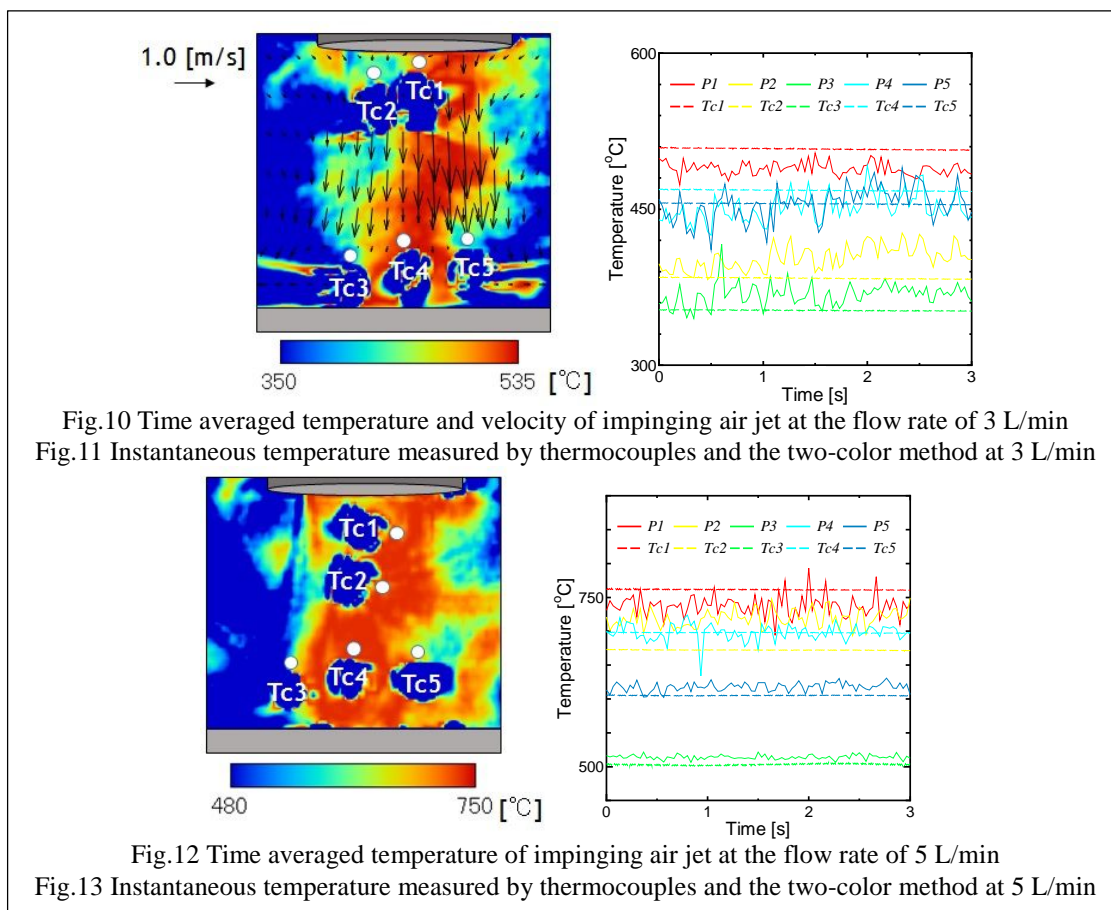 1.0 [m/s]
Tc1
Tc2
Tc3
Tc4
Tc5
350
535 [°C]
600
450
300
Temperature [°C]
P1 P2 P3 P4 P5
Tc1 Tc2 Tc3 Tc4 Tc5
0 1 2 3
Time [s]
Fig.10 Time averaged temperature and velocity of impinging air jet at the flow rate of 3 L/min
Fig.11 Instantaneous temperature measured by thermocouples and the two-color method at 3 L/min
Tc1
Tc2
Tc3
Tc4
Tc5
480
750 [°C]
750
500
Temperature [°C]
P1 P2 P3 P4 P5
Tc1 Tc2 Tc3 Tc4 Tc5
0 1 2 3
Time [s]
Fig.12 Time averaged temperature of impinging air jet at the flow rate of 5 L/min
Fig.13 Instantaneous temperature measured by thermocouples and the two-color method at 5 L/min